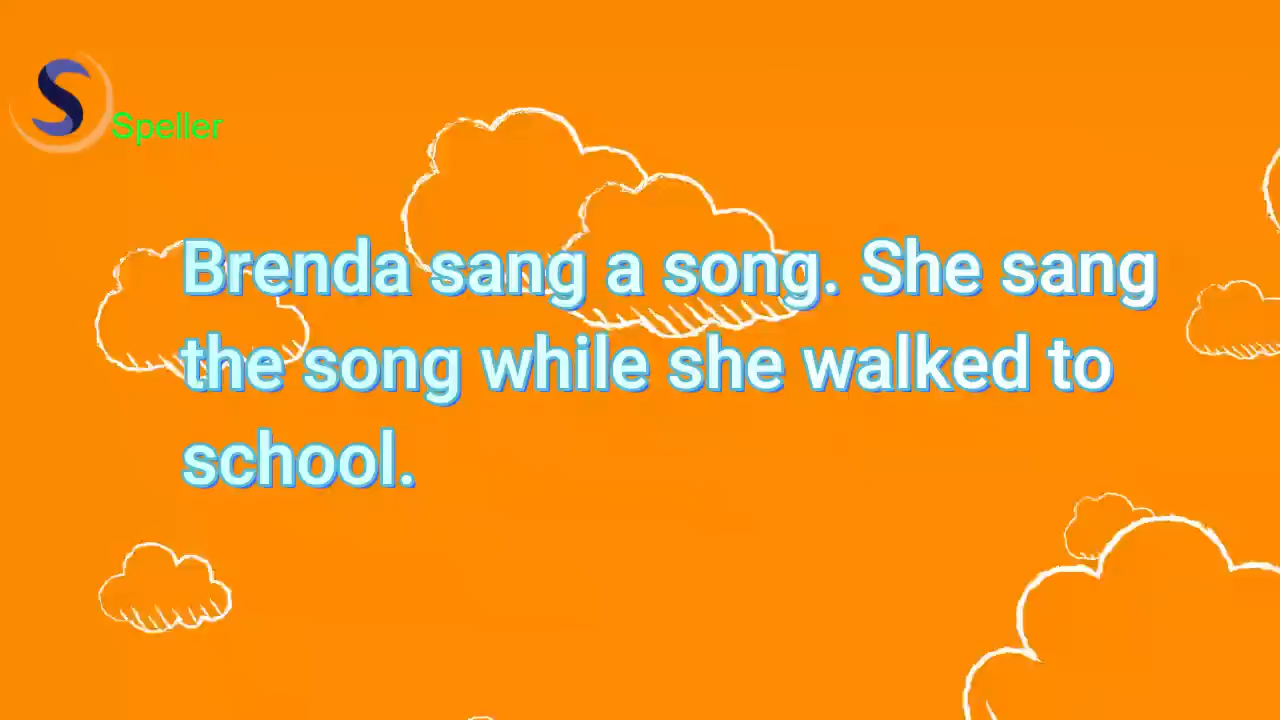 Speller
Brenda sang a song. She sang
the song while she walked to
school.